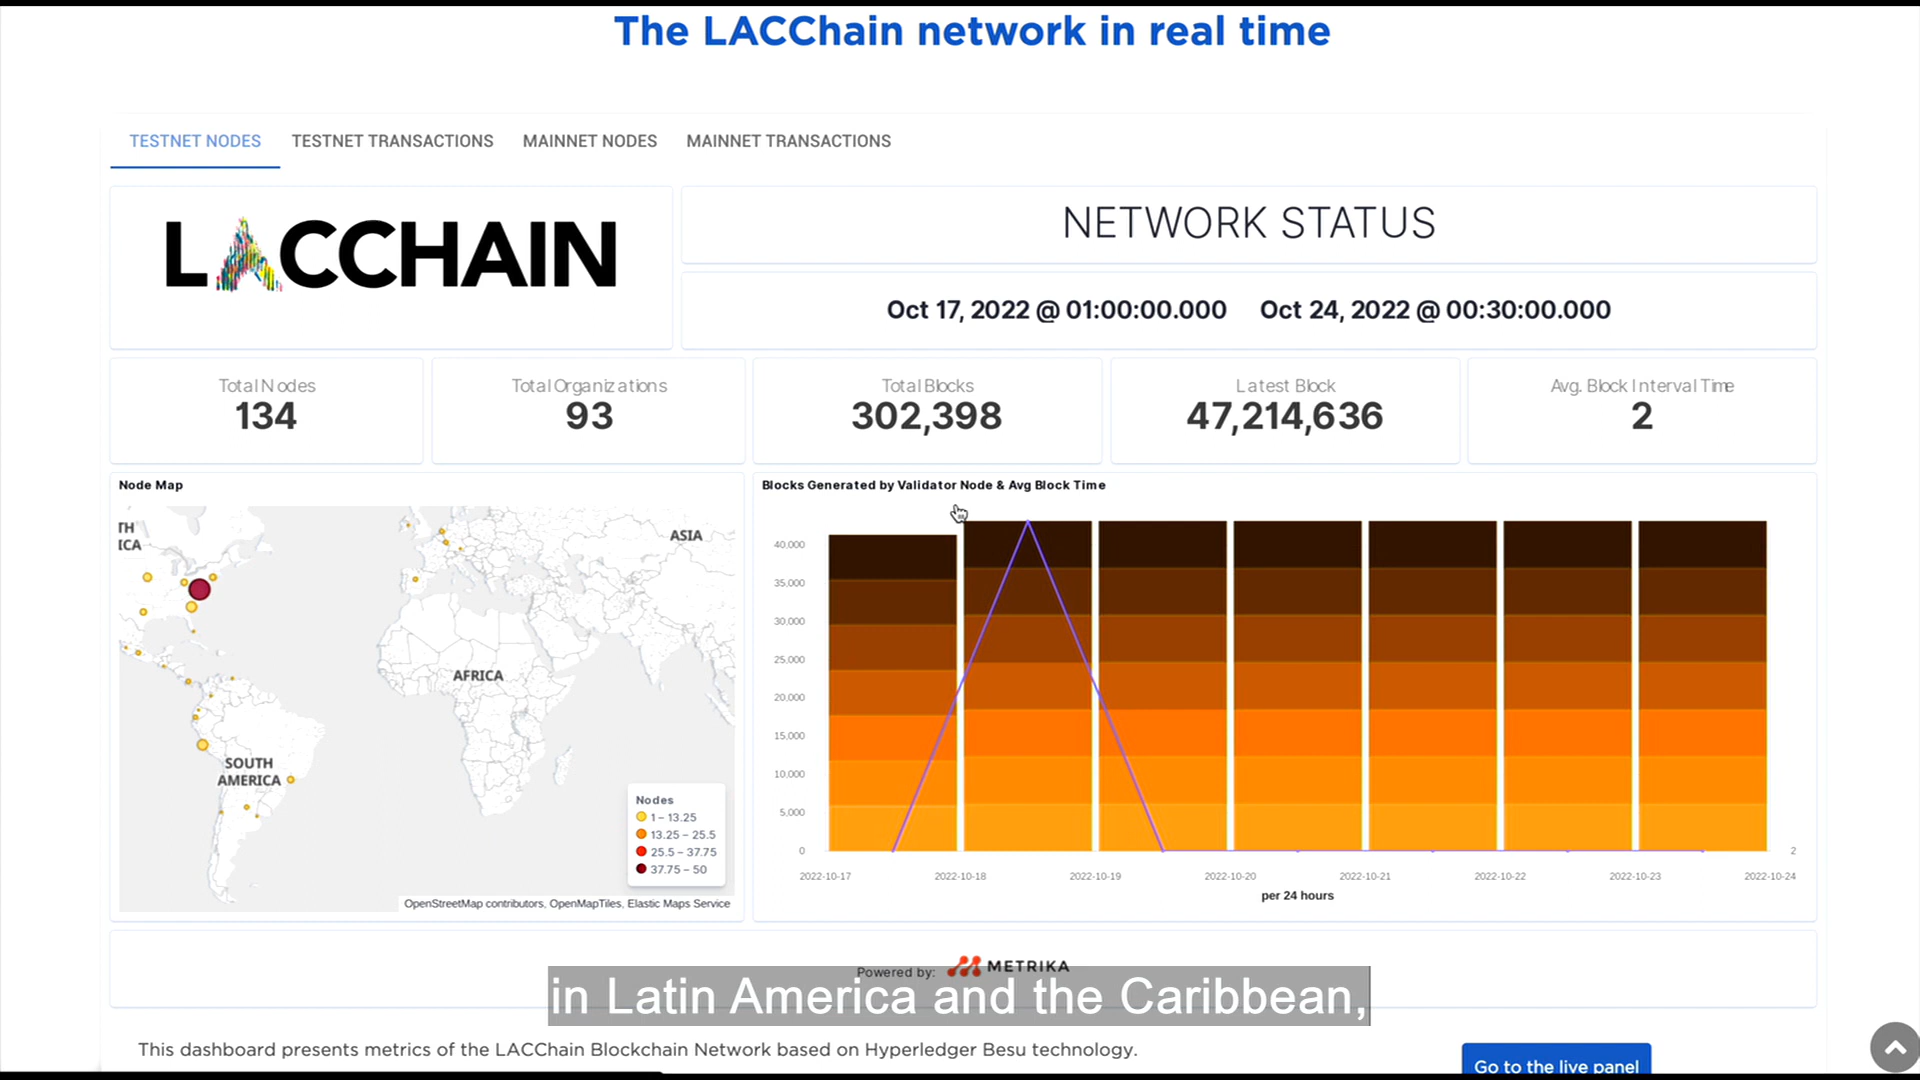 The LACChain network in real time
TESTNET NODES TESTNET TRANSACTIONS MAINNET NODES MAINNET TRANSACTIONS
LACCHAIN
NETWORK STATUS
Oct 17, 2022 @ 01:00:00.000 Oct 24, 2022 @ 00:30:00.000
Total Nodes
134
Total Organizations
93
Total Blocks
302,398
Latest Block
47,214,636
Avg. Block Interval Time
2
Node Map
TH
ICA
ASIA
AFRICA
SOUTH
AMERICA
Nodes
1 – 13.25
13.25 – 25.5
25.5 – 37.75
37.75 – 50
OpenStreetMap contributors, OpenMapTiles, Elastic Maps Service
Blocks Generated by Validator Node & Avg Block Time
40,000
35,000
30,000
25,000
20,000
15,000
10,000
5,000
0
2
2022-10-17 2022-10-18 2022-10-19 2022-10-20 2022-10-21 2022-10-22 2022-10-23 2022-10-24
per 24 hours
Powered by: METRIKA
in Latin America and the Caribbean,
This dashboard presents metrics of the LACChain Blockchain Network based on Hyperledger Besu technology.
Go to the live panel